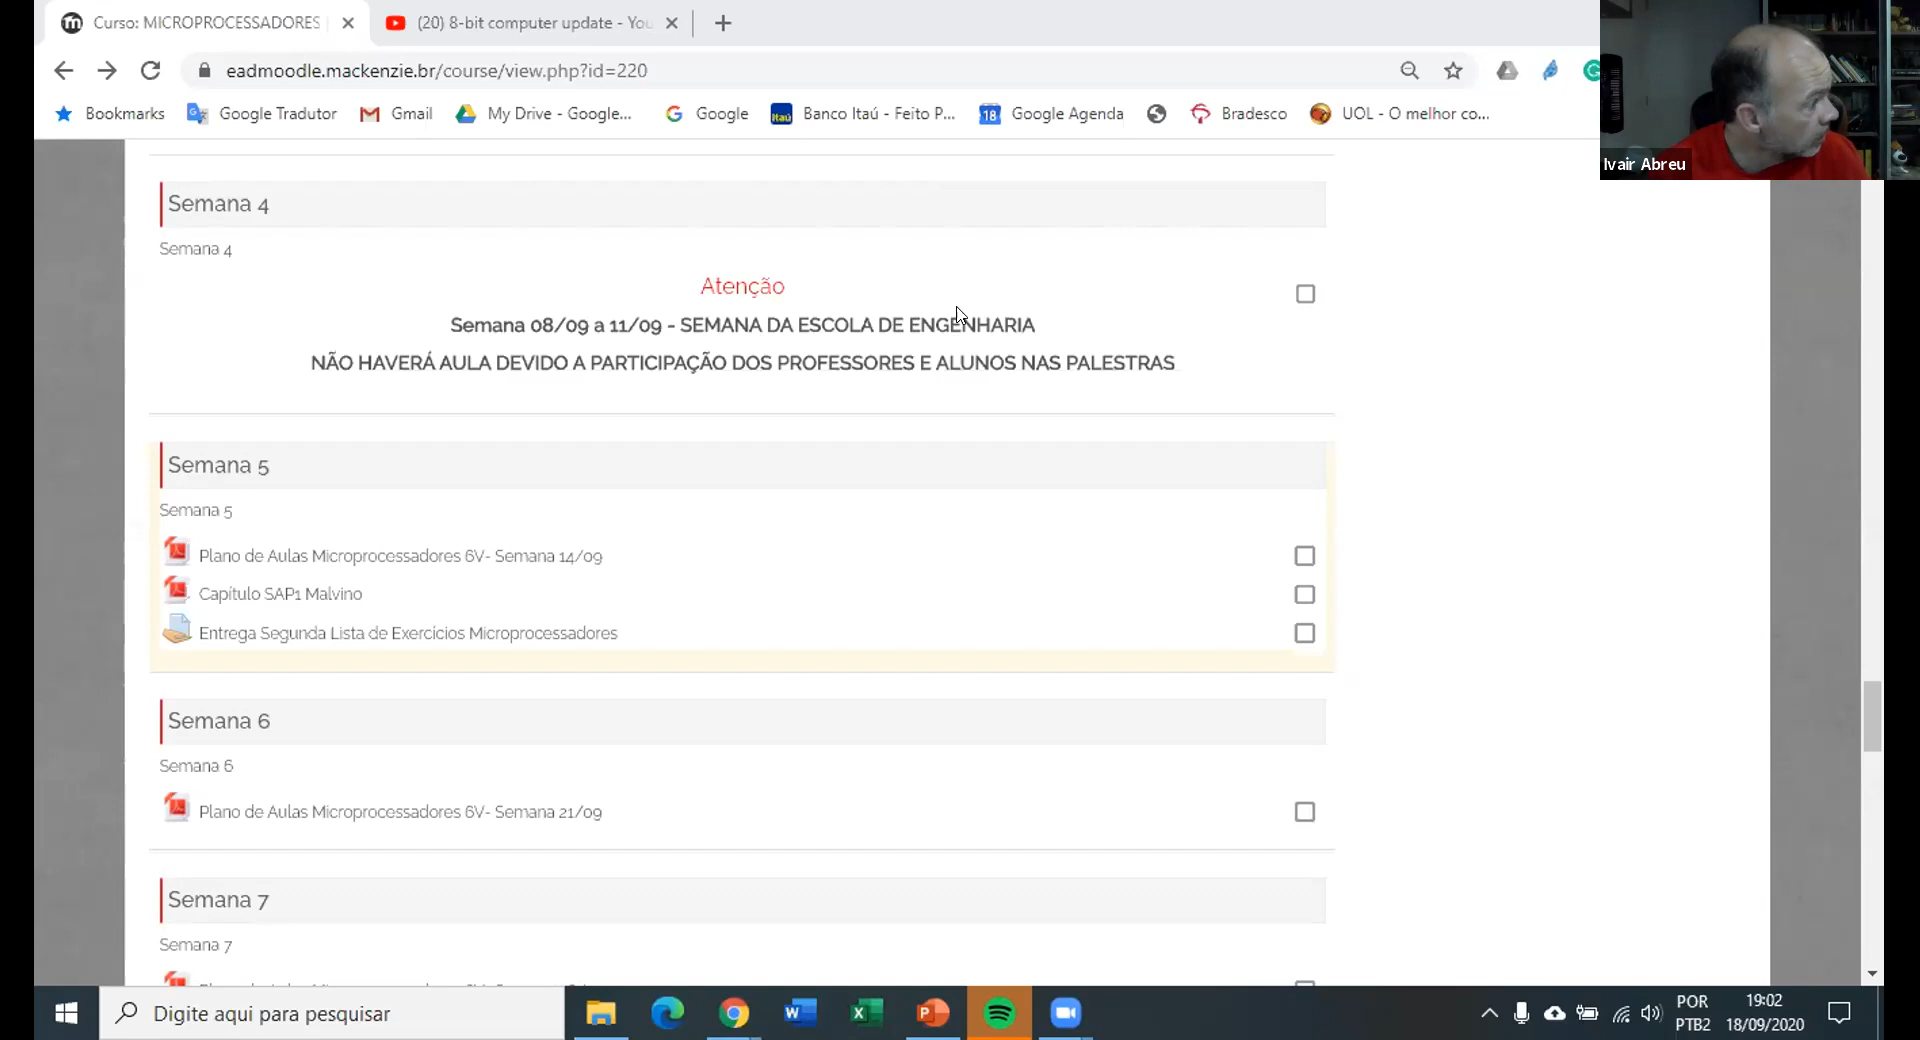 Curso: MICROPROCESSADORES
(20) 8-bit computer update - You
eadmoodle.mackenzie.br/course/view.php?id=220
Bookmarks
Google Tradutor
Gmail
My Drive - Google...
Google
Banco Itaú - Feito P...
Google Agenda
Bradesco
UOL - O melhor co...
Ivair Abreu
Semana 4
Semana 4
Atenção
Semana 08/09 a 11/09 - SEMANA DA ESCOLA DE ENGENHARIA
NÃO HAVERÁ AULA DEVIDO A PARTICIPAÇÃO DOS PROFESSORES E ALUNOS NAS PALESTRAS
Semana 5
Semana 5
Plano de Aulas Microprocessadores 6V- Semana 14/09
Capítulo SAP1 Malvino
Entrega Segunda Lista de Exercícios Microprocessadores
Semana 6
Semana 6
Plano de Aulas Microprocessadores 6V- Semana 21/09
Semana 7
Semana 7
Digite aqui para pesquisar
POR
PTB2
19:02
18/09/2020